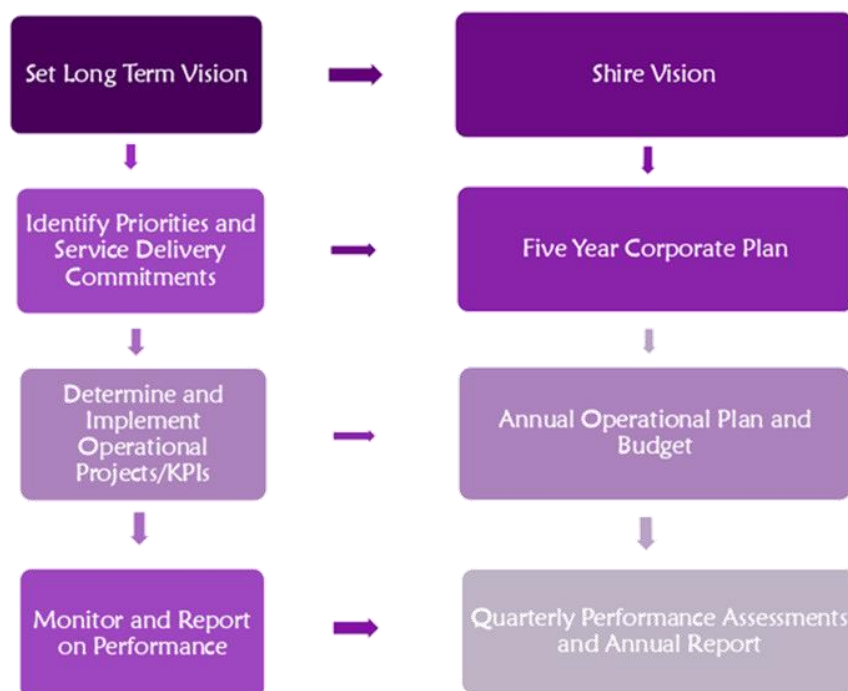 Set Long Term Vision
Shire Vision
Identify Priorities and
Service Delivery
Commitments
Five Year Corporate Plan
Determine and
Implement
Operational
Projects/KPIs
Annual Operational Plan and
Budget
Monitor and Report
on Performance
Quarterly Performance Assessments
and Annual Report